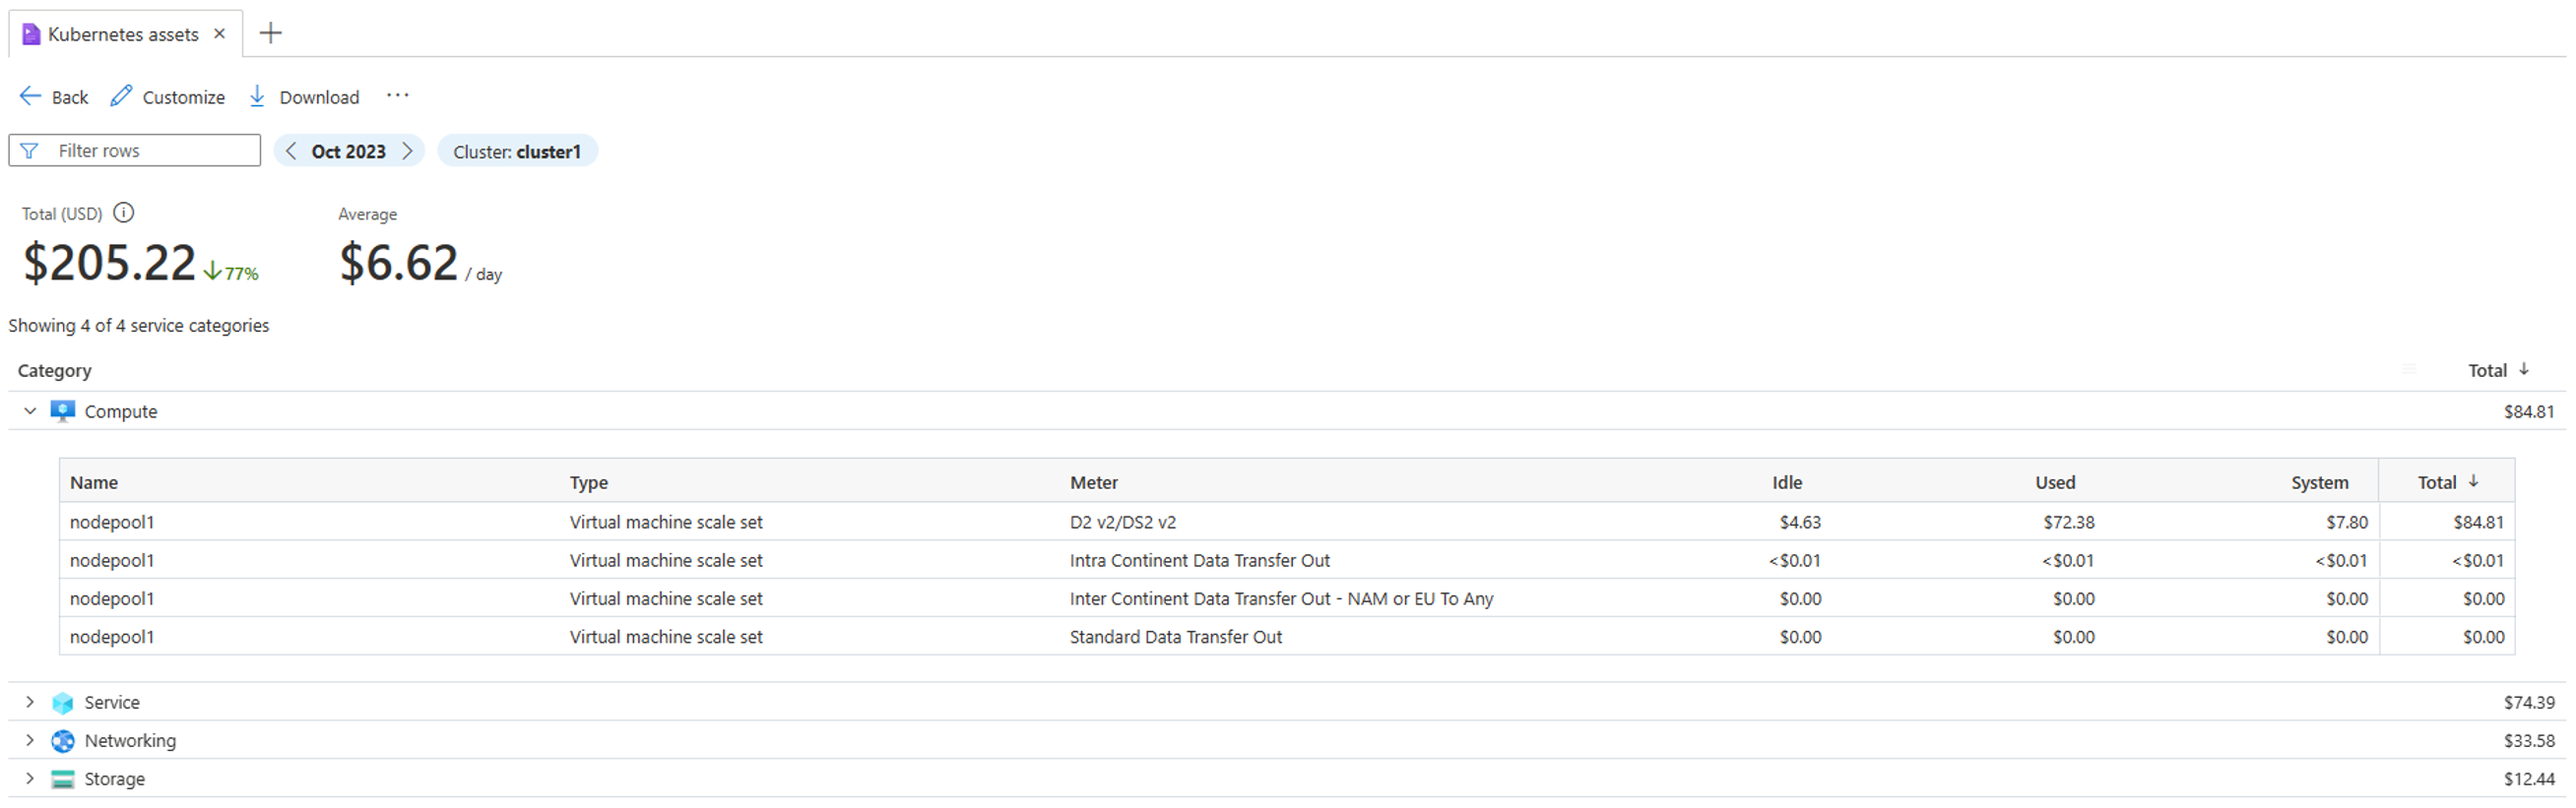 Kubernetes assets
Back Customize Download ...
Filter rows Oct 2023 Cluster: cluster1
Total (USD) Average
$205.22 77% $6.62 / day
Showing 4 of 4 service categories
Category Total
Compute $84.81
Name Type Meter Idle Used System Total
nodepool1 Virtual machine scale set D2 v2/DS2 v2 $4.63 $72.38 $7.80 $84.81
nodepool1 Virtual machine scale set Intra Continent Data Transfer Out <$0.01 <$0.01 <$0.01 <$0.01
nodepool1 Virtual machine scale set Inter Continent Data Transfer Out - NAM or EU To Any $0.00 $0.00 $0.00 $0.00
nodepool1 Virtual machine scale set Standard Data Transfer Out $0.00 $0.00 $0.00 $0.00
Service $74.39
Networking $33.58
Storage $12.44